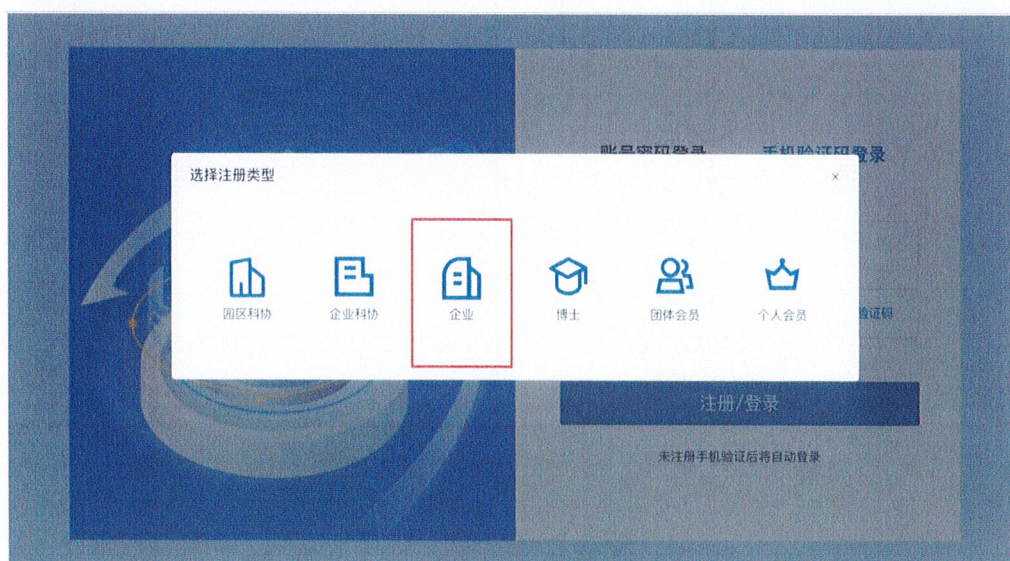 账号密码登录
手机验证码登录
选择注册类型
×
园区科协
企业科协
企业
博士
团体会员
个人会员
验证码
注册/登录
未注册手机验证后将自动登录